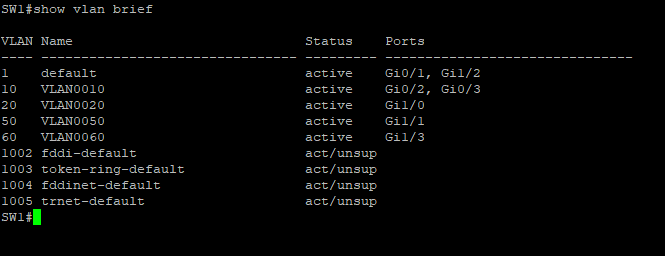 SW1#show vlan brief
VLAN Name                             Status    Ports
---- -------------------------------- --------- -------------------------------
1    default                          active    Gi0/1, Gi1/2
10   VLAN0010                         active    Gi0/2, Gi0/3
20   VLAN0020                         active    Gi1/0
50   VLAN0050                         active    Gi1/1
60   VLAN0060                         active    Gi1/3
1002 fddi-default                     act/unsup
1003 token-ring-default               act/unsup
1004 fddinet-default                  act/unsup
1005 trnet-default                    act/unsup
SW1#